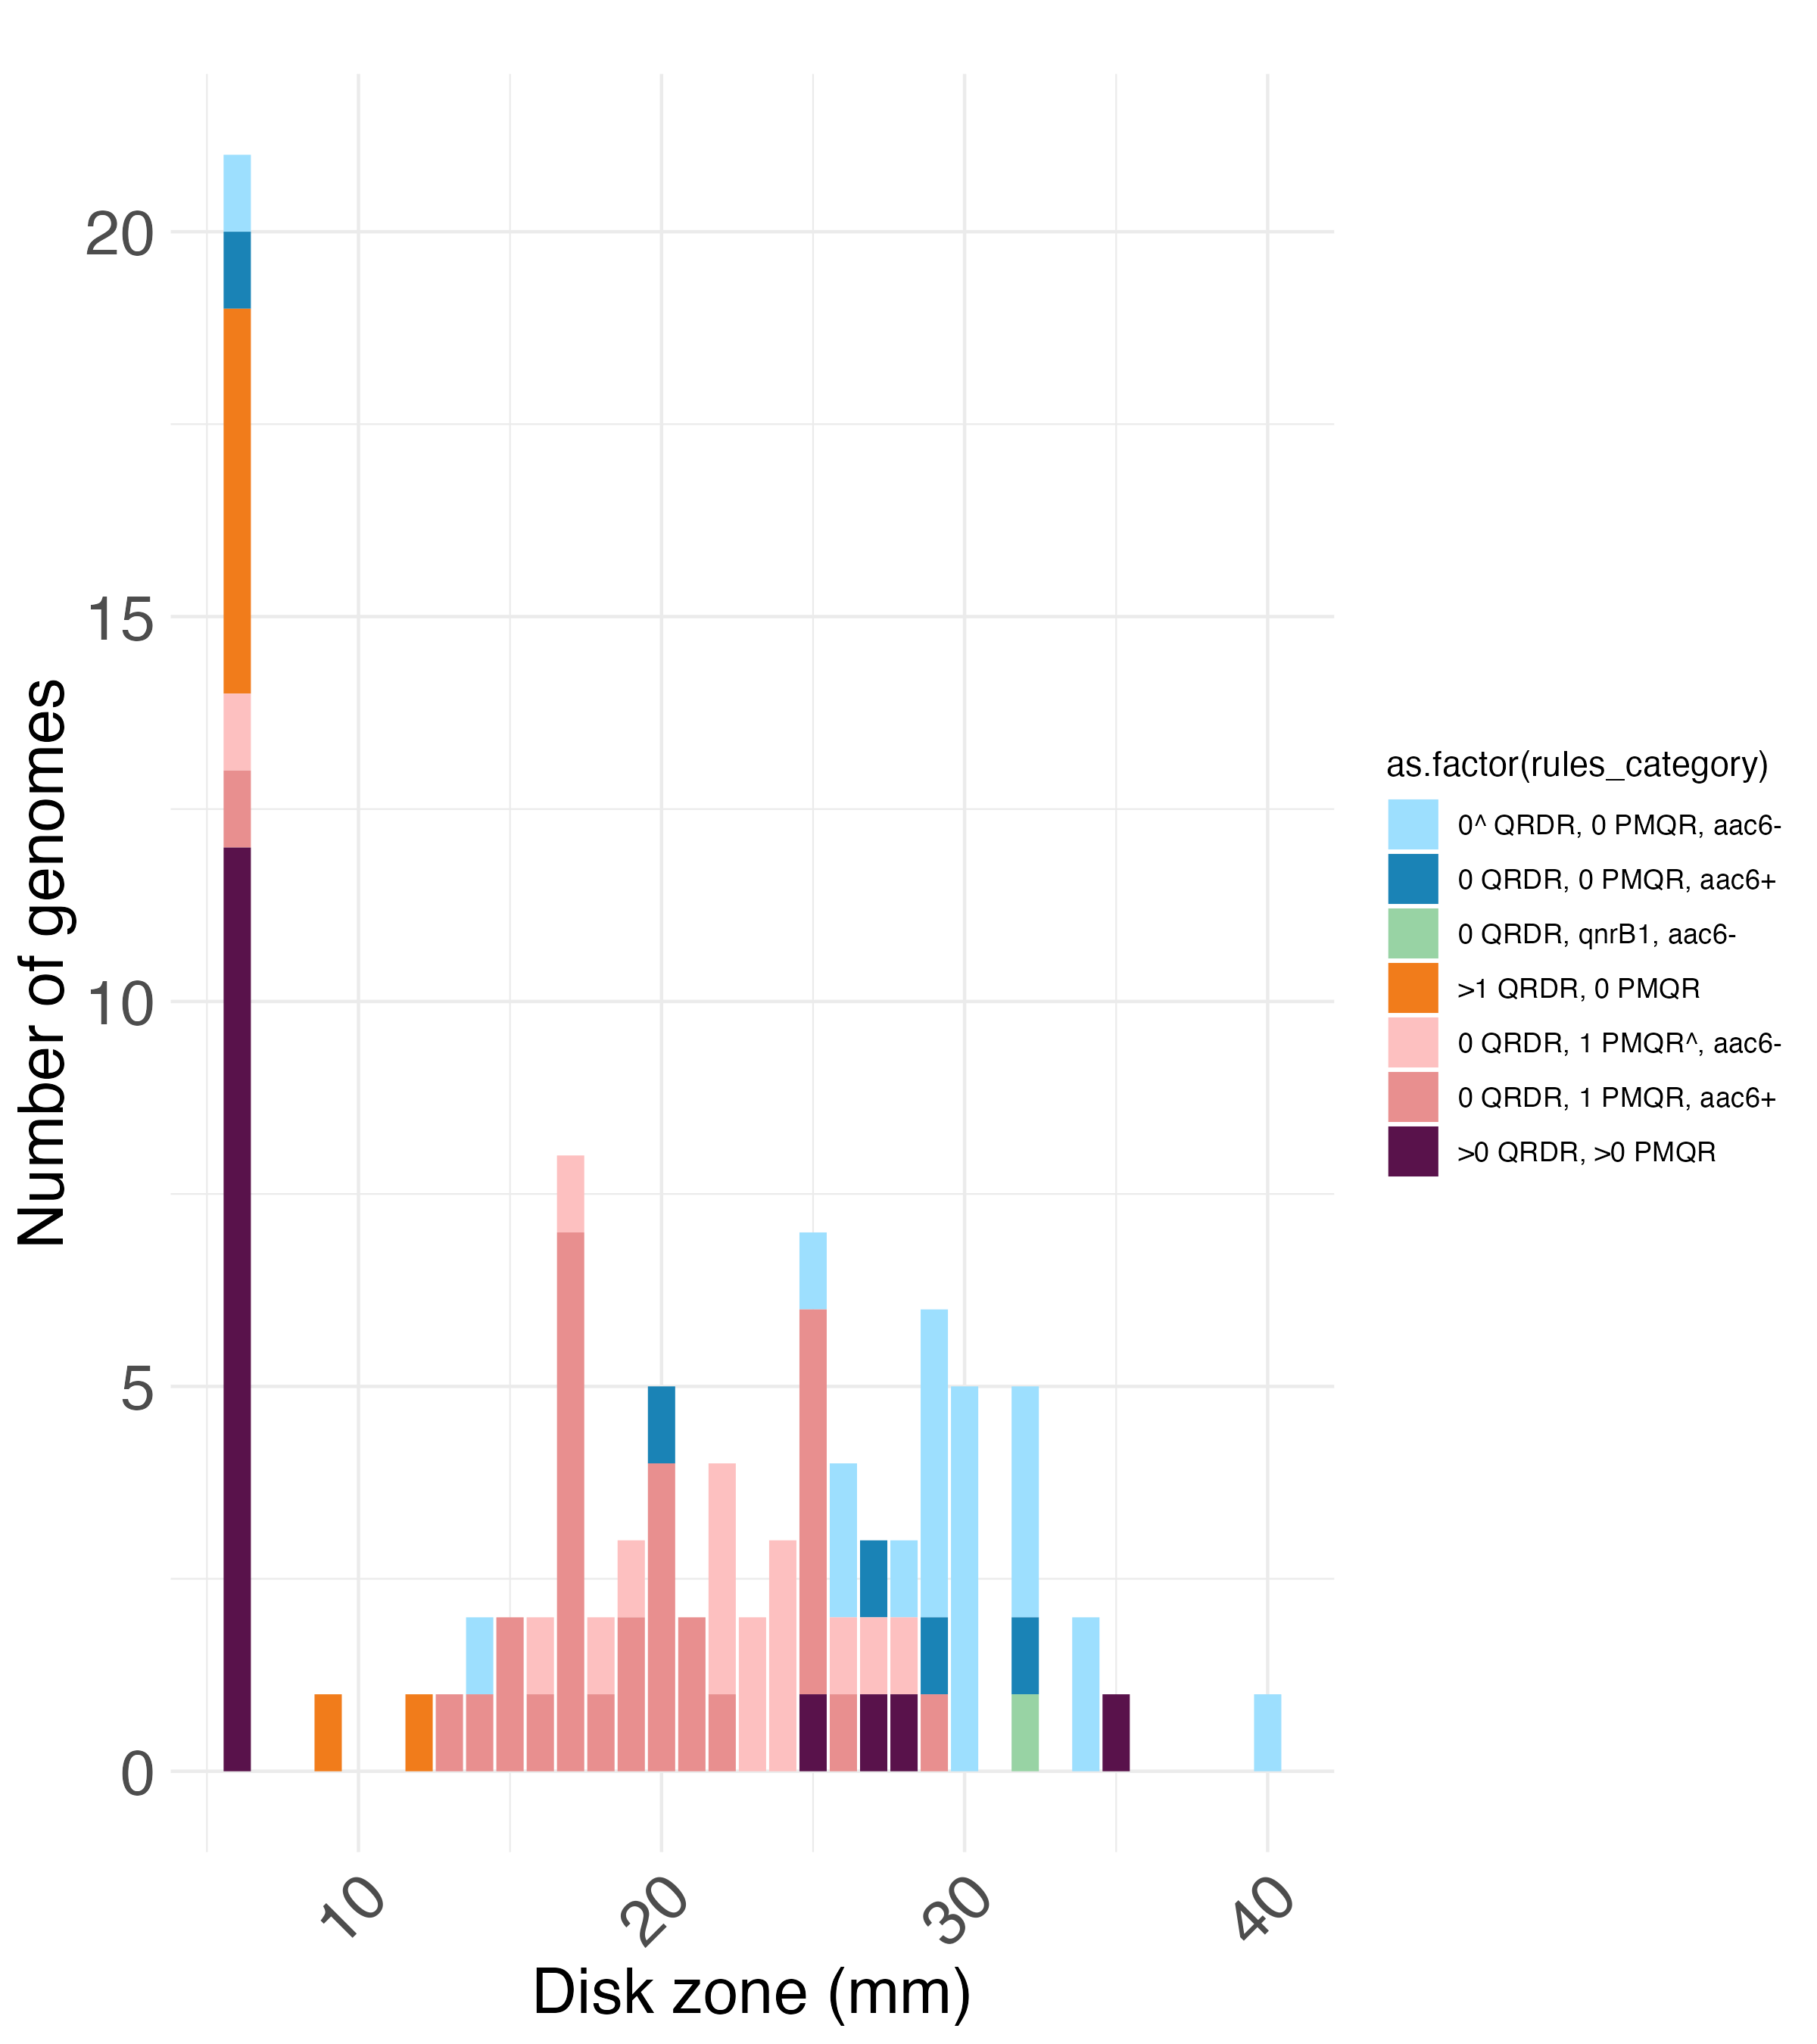 Number of genomes
20
15
10
5
0
10
20
30
40
Disk zone (mm)
as.factor(rules_category)
0^ QRDR, 0 PMQR, aac6-
0 QRDR, 0 PMQR, aac6+
0 QRDR, qnrB1, aac6-
>1 QRDR, 0 PMQR
0 QRDR, 1 PMQR^, aac6-
0 QRDR, 1 PMQR, aac6+
>0 QRDR, >0 PMQR